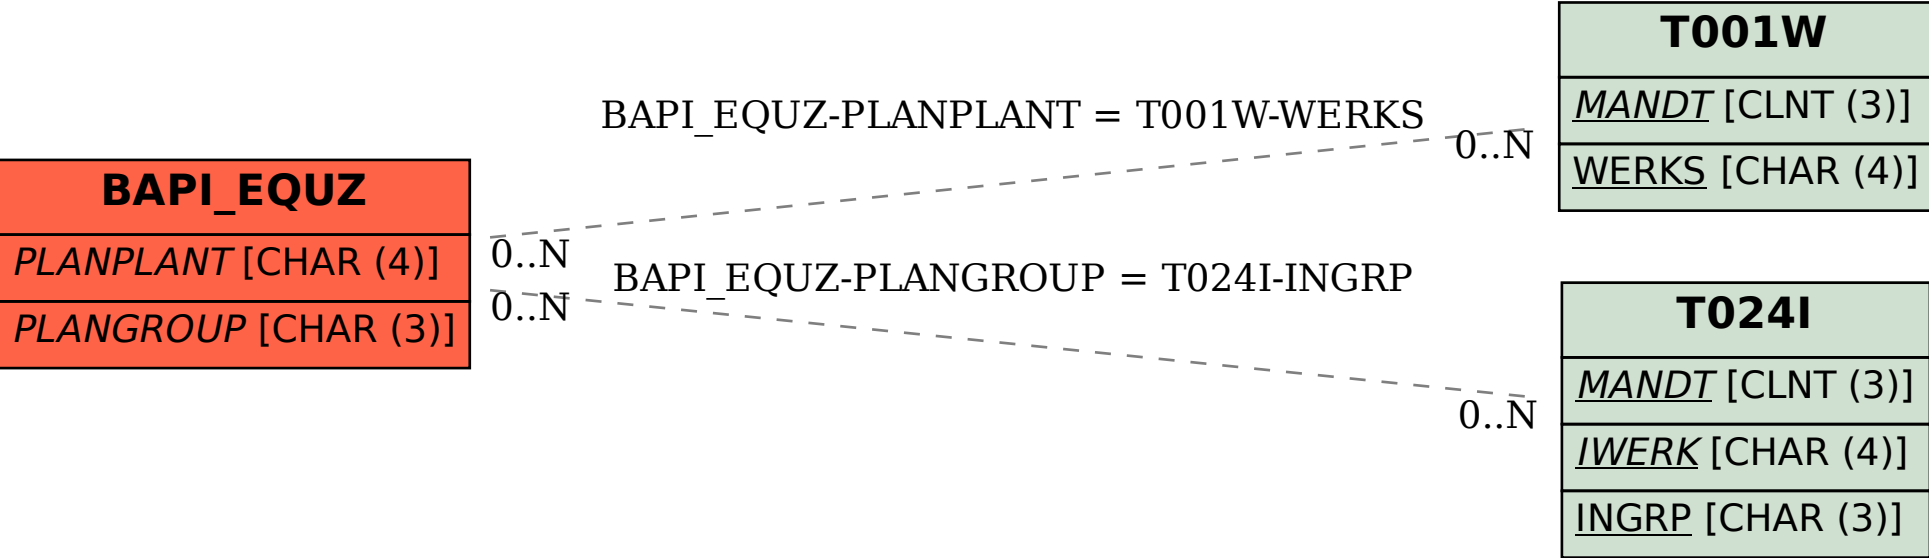 BAPI_EQUZ
PLANPLANT [CHAR (4)]
PLANGROUP [CHAR (3)]
BAPI_EQUZ-PLANPLANT = T001W-WERKS
0..N
0..N
BAPI_EQUZ-PLANGROUP = T024I-INGRP
0..N
0..N
T001W
MANDT [CLNT (3)]
WERKS [CHAR (4)]
T024I
MANDT [CLNT (3)]
IWERK [CHAR (4)]
INGRP [CHAR (3)]